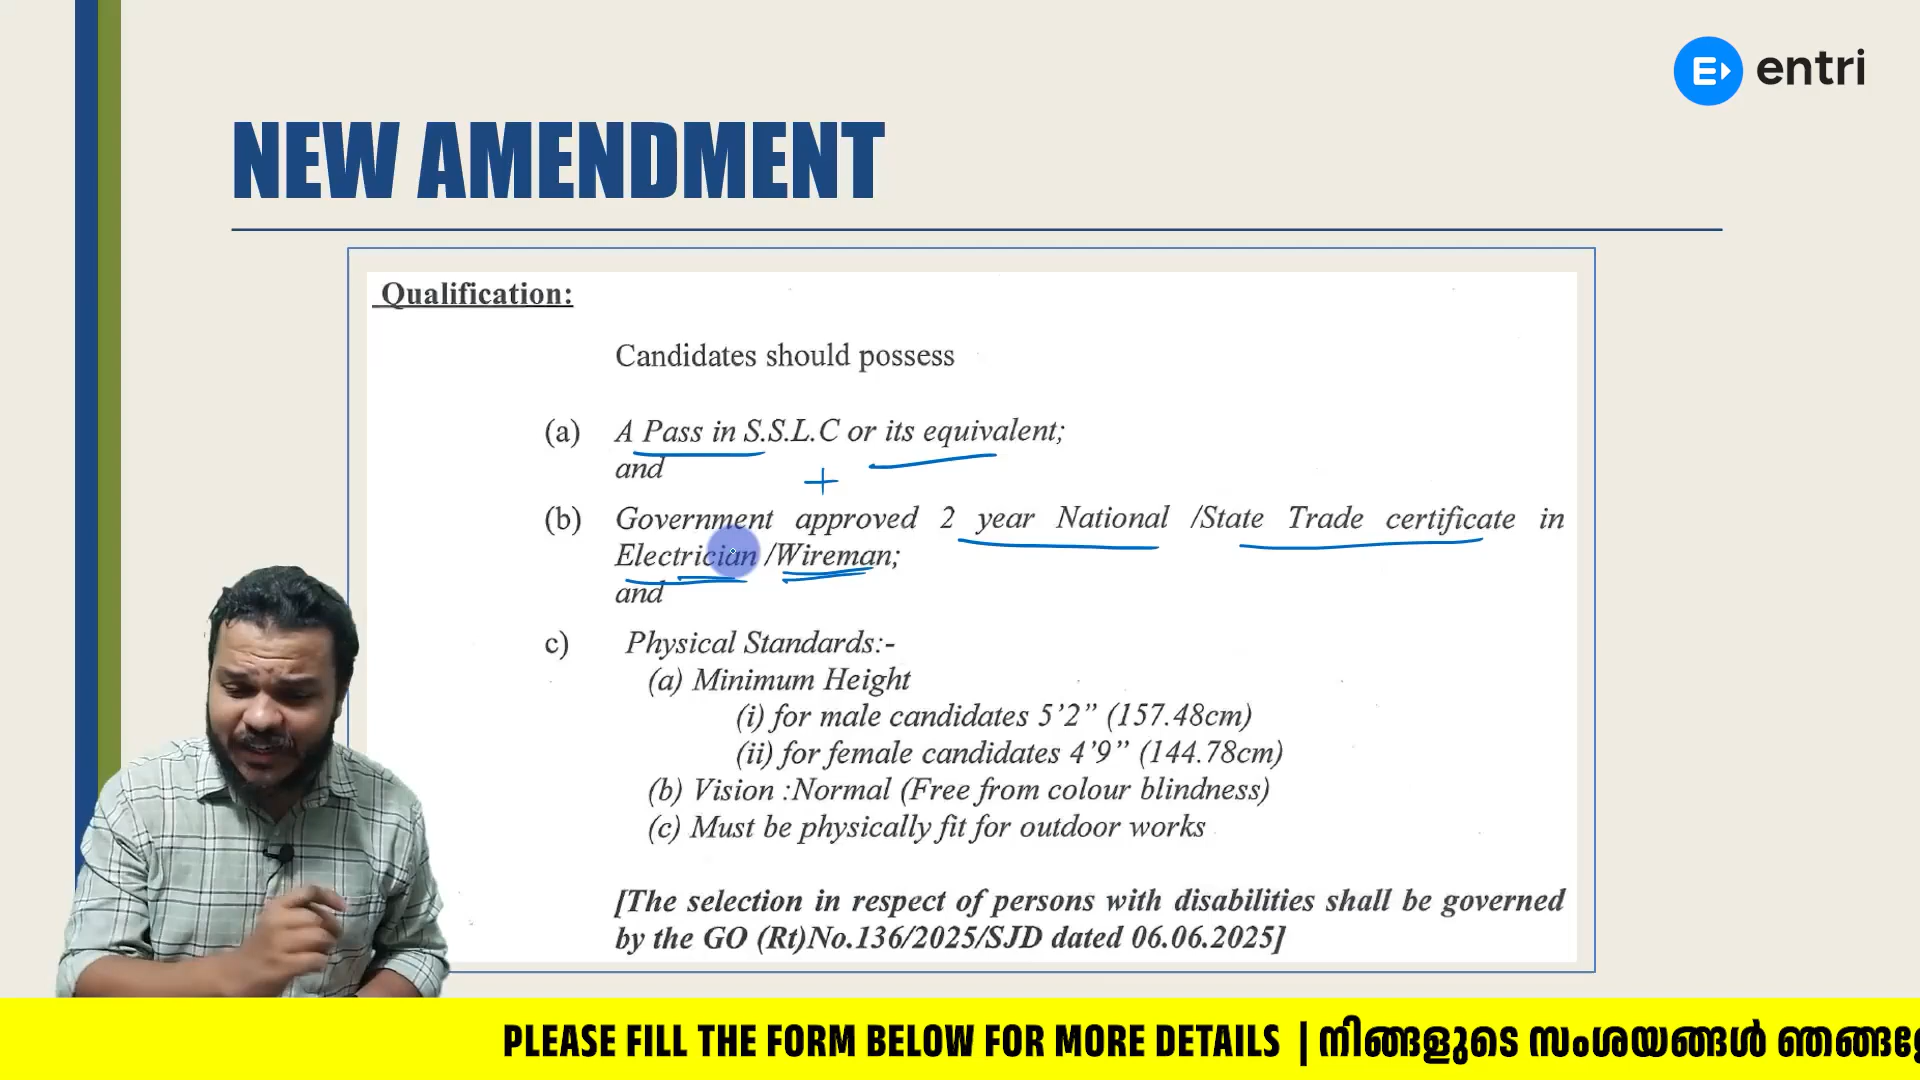 entri
NEW AMENDMENT
Qualification:
Candidates should possess
(a) A Pass in S.S.L.C or its equivalent;
and
+
(b) Government approved 2 year National /State Trade certificate in
Electrician /Wireman;
and
c) Physical Standards:-
(a) Minimum Height
(i) for male candidates 5’2” (157.48cm)
(ii) for female candidates 4’9” (144.78cm)
(b) Vision :Normal (Free from colour blindness)
(c) Must be physically fit for outdoor works
[The selection in respect of persons with disabilities shall be governed
by the GO (Rt)No.136/2025/SJD dated 06.06.2025]
PLEASE FILL THE FORM BELOW FOR MORE DETAILS | നിങ്ങളുടെ സംശയങ്ങൾ